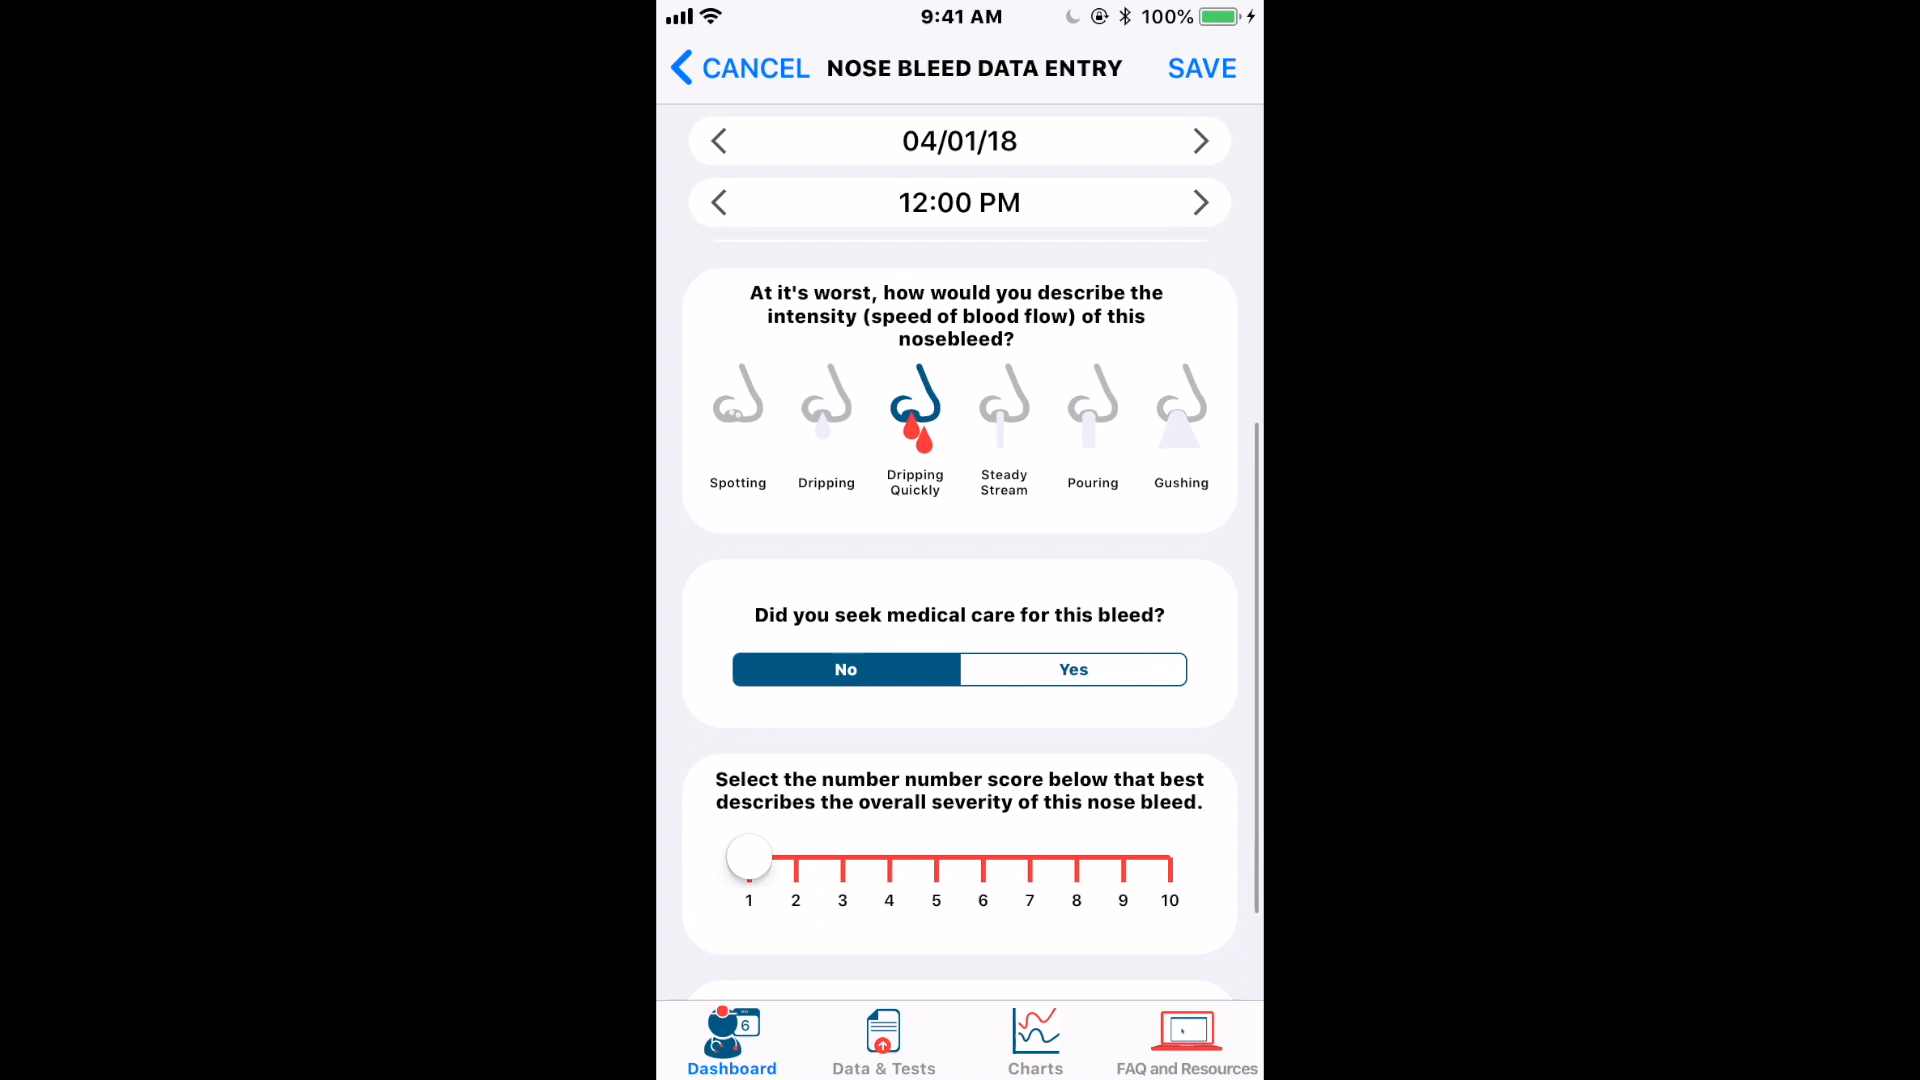 9:41 AM
100%
CANCEL
NOSE BLEED DATA ENTRY
SAVE
04/01/18
12:00 PM
At it's worst, how would you describe the
intensity (speed of blood flow) of this
nosebleed?
Spotting
Dripping
Dripping
Quickly
Steady
Stream
Pouring
Gushing
Did you seek medical care for this bleed?
No
Yes
Select the number number score below that best
describes the overall severity of this nose bleed.
1 2 3 4 5 6 7 8 9 10
6
Dashboard
Data & Tests
Charts
FAQ and Resources